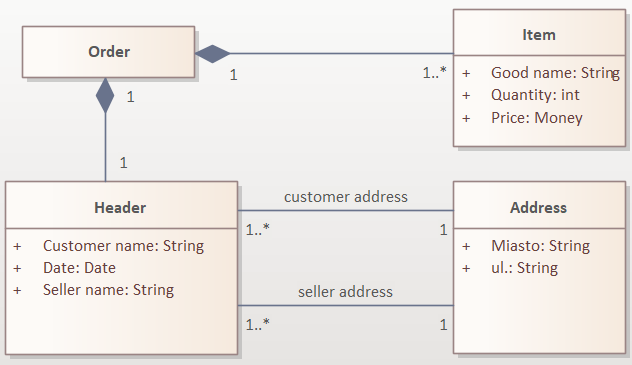 Order
1
1..*
Item
+ Good name: String
+ Quantity: int
+ Price: Money
1
1
Header
+ Customer name: String
+ Date: Date
+ Seller name: String
customer address
1..*
1
seller address
1..*
1
Address
+ Miasto: String
+ ul.: String